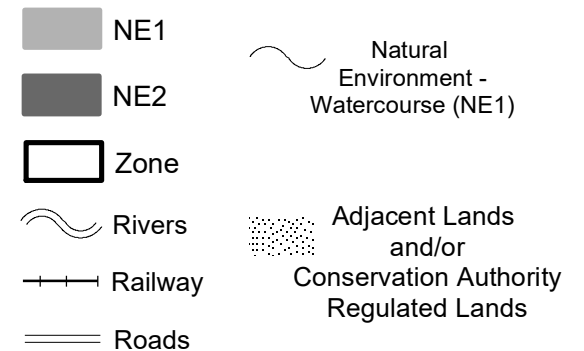 NE1
NE2
Zone
Rivers
Railway
Roads
Natural
Environment -
Watercourse (NE1)
Adjacent Lands
and/or
Conservation Authority
Regulated Lands